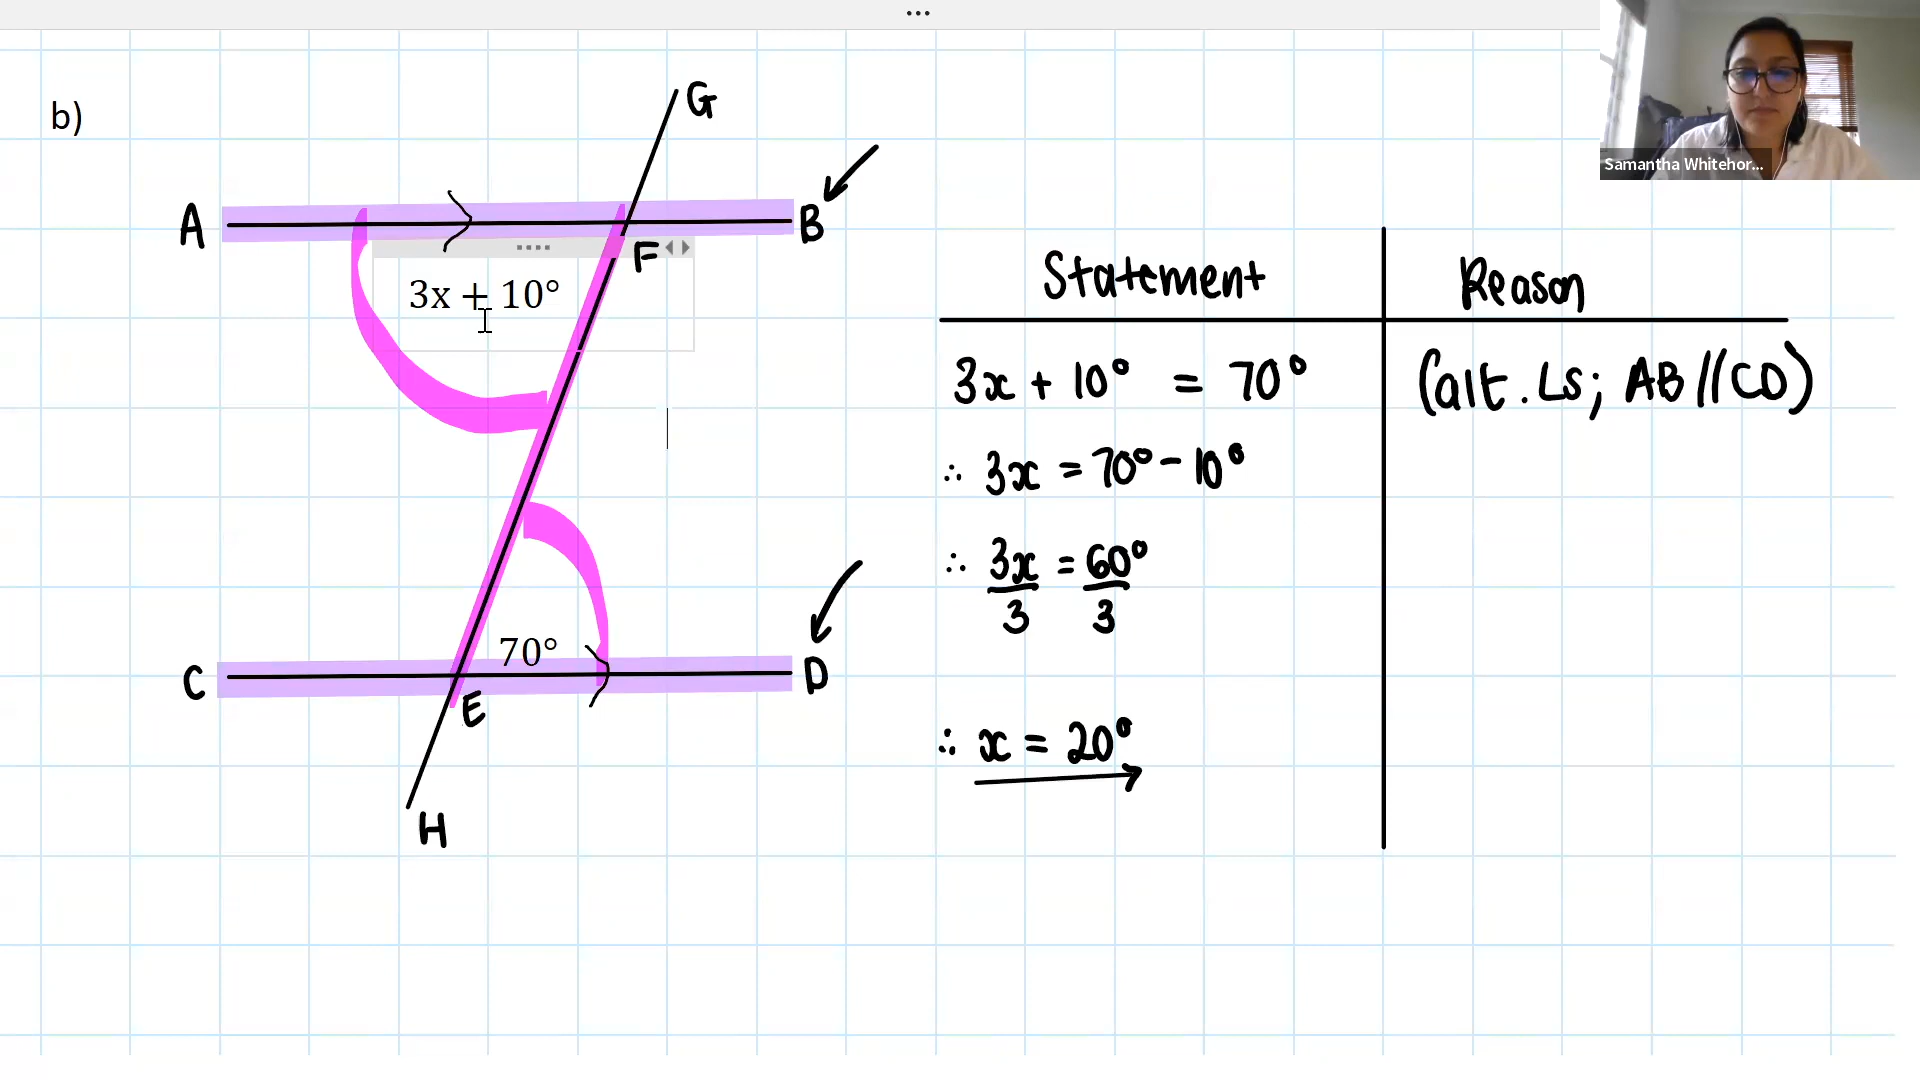 ...
G
b)
Samantha Whitehor...
A
B
F
3x + 10°
Statement
Reason
3x + 10° = 70°
(alt. Ls; AB//CD)
∴ 3x = 70° - 10°
∴ 3x/3 = 60°/3
70°
C
D
E
∴ x = 20°
H